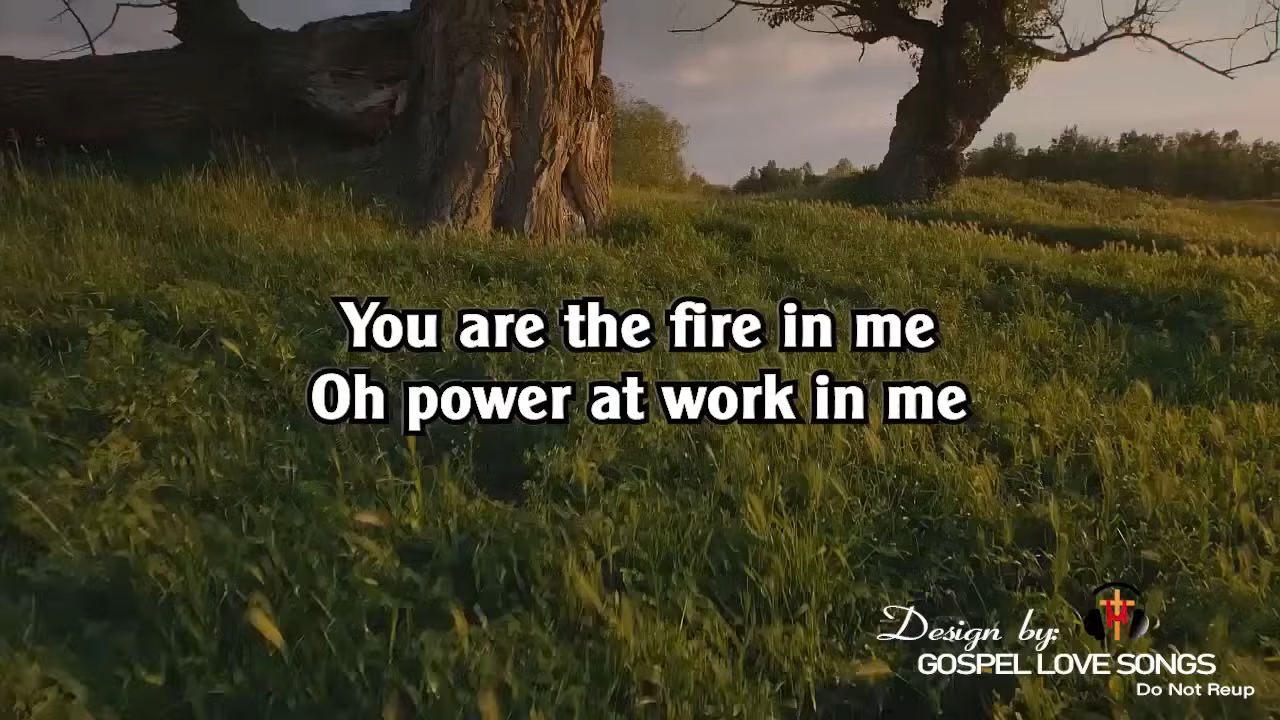 You are the fire in me
Oh power at work in me
Design by:
GOSPEL LOVE SONGS
Do Not Reup